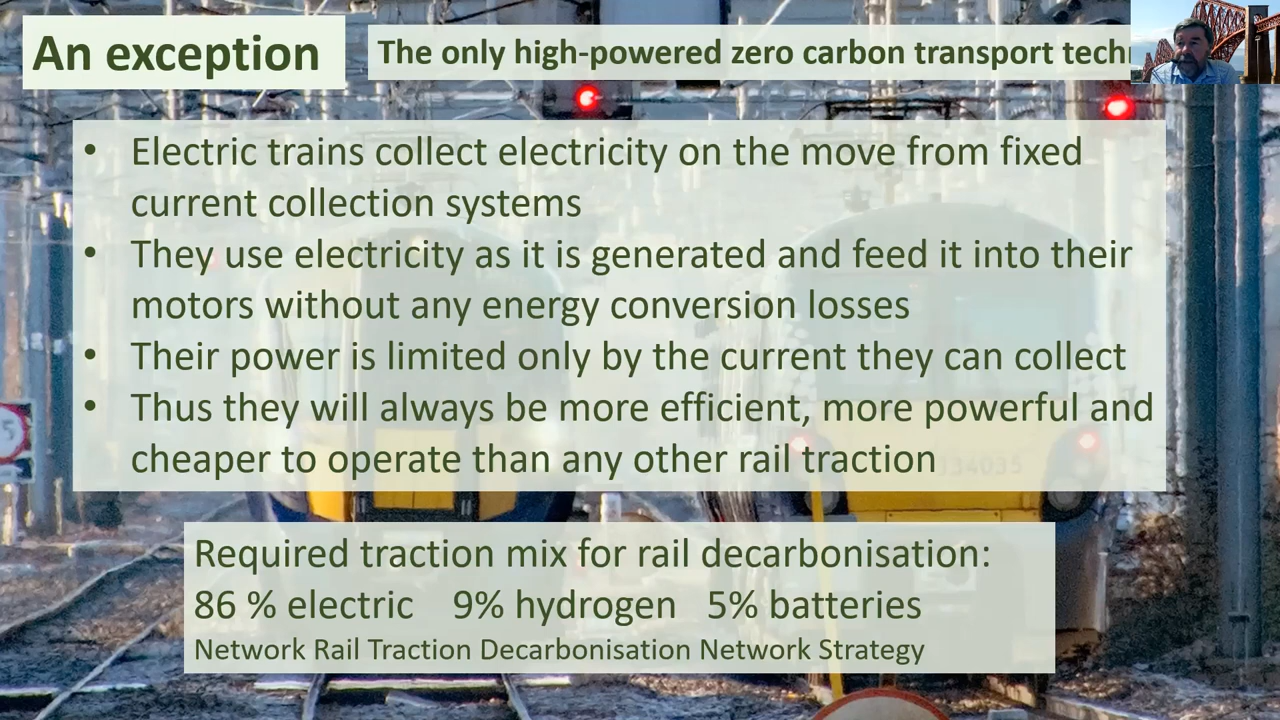 An exception
The only high-powered zero carbon transport
• Electric trains collect electricity on the move from fixed
current collection systems
• They use electricity as it is generated and feed it into their
motors without any energy conversion losses
• Their power is limited only by the current they can collect
• Thus they will always be more efficient, more powerful and
cheaper to operate than any other rail traction
334035
Required traction mix for rail decarbonisation:
86 % electric 9% hydrogen 5% batteries
Network Rail Traction Decarbonisation Network Strategy